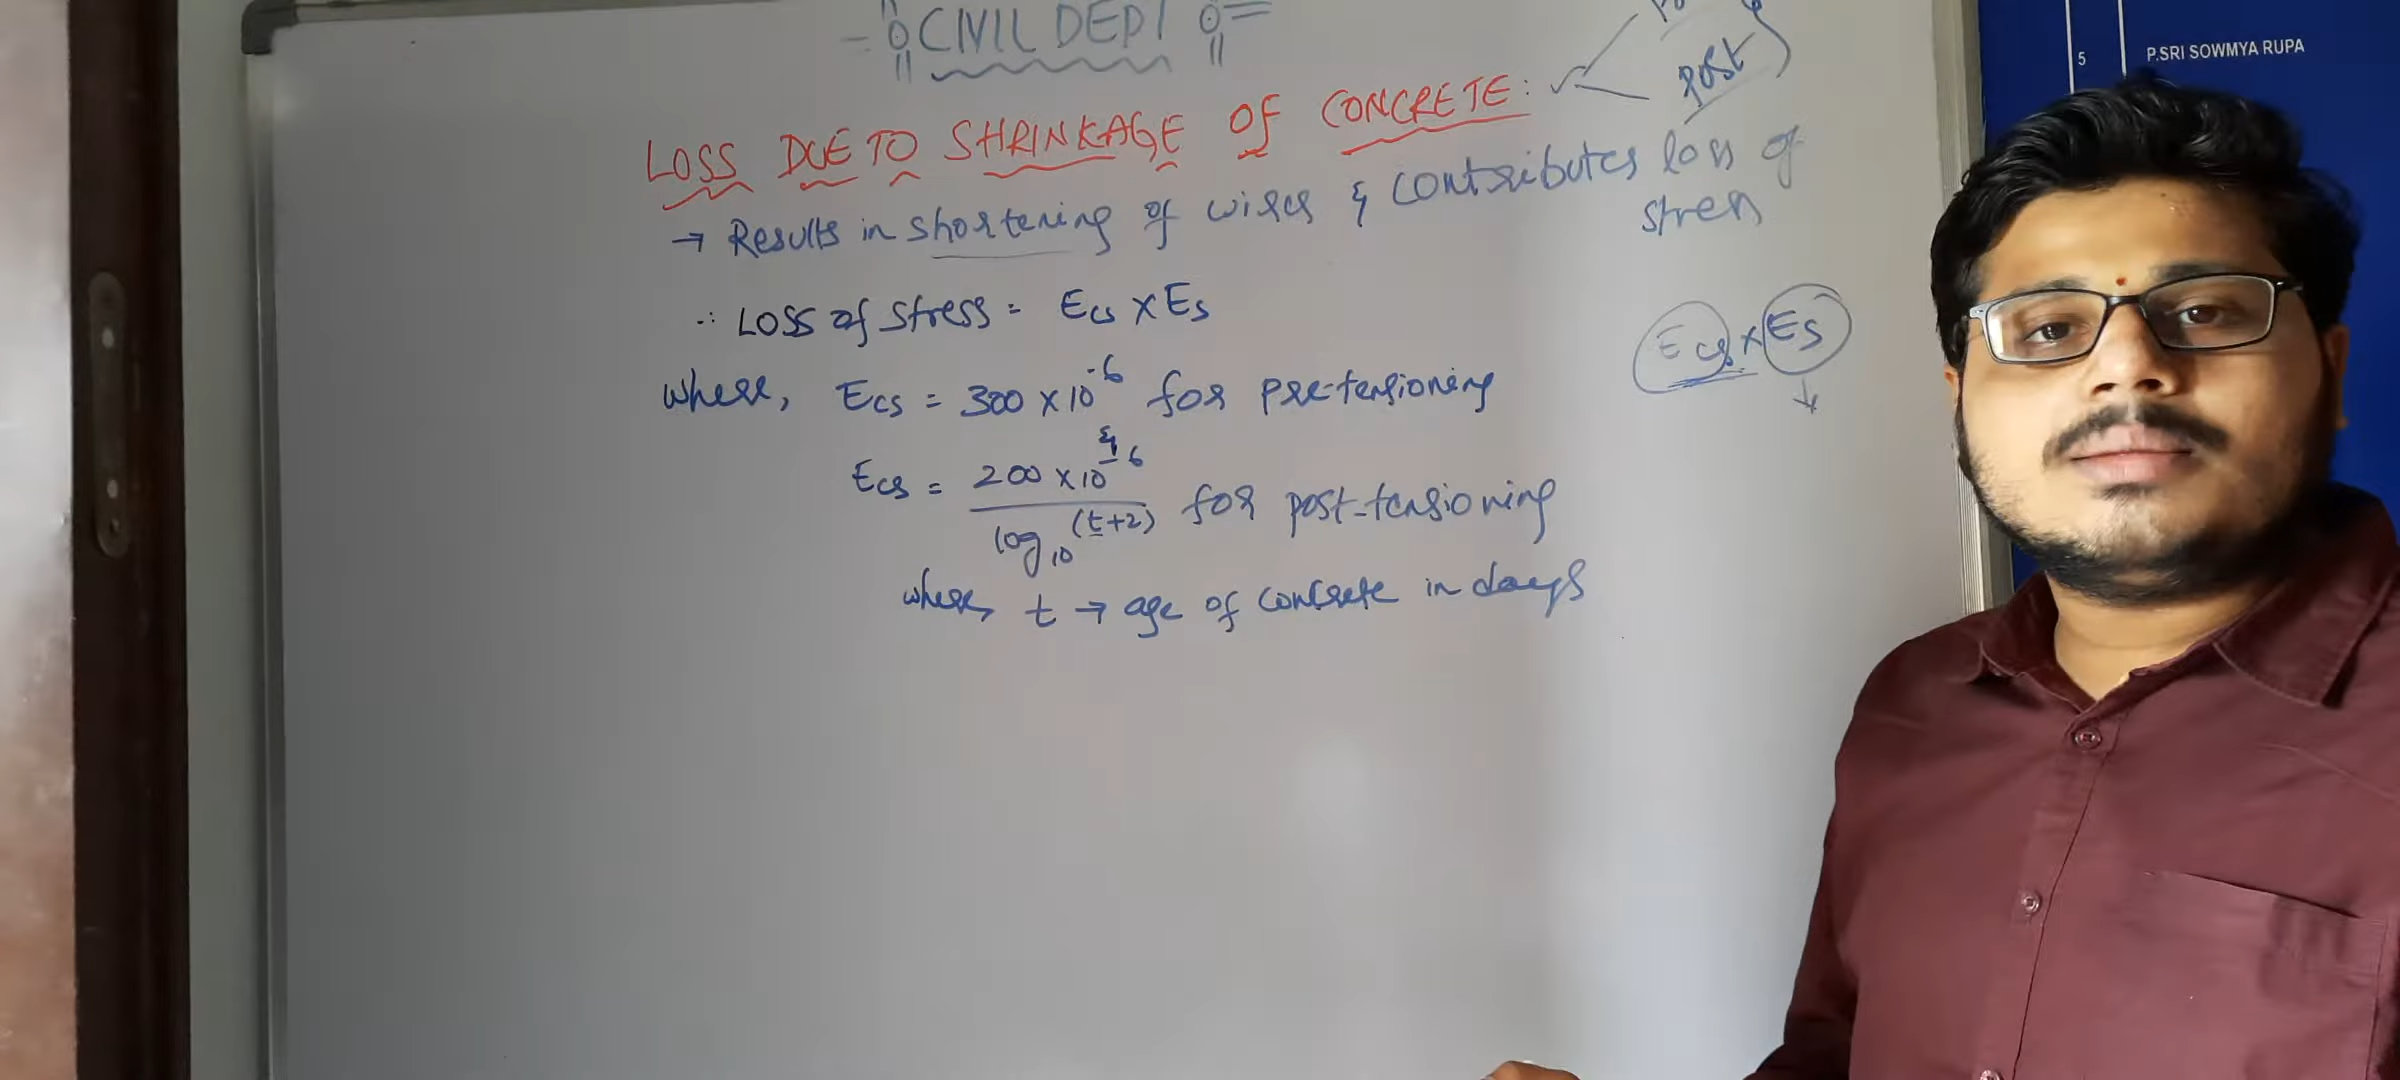 CIVIL DEPT
5 P.SRI SOWMYA RUPA
LOSS DUE TO SHRINKAGE OF CONCRETE:
post
→ Results in shortening of wires & contributes loss of
stress
∴ Loss of stress = Ecs x Es
Ecs x Es
where, Ecs = 300 x 10^-6 for pre-tensioning
&
Ecs = 200 x 10^-6 / log10 (t+2) for post-tensioning
where, t → age of concrete in days